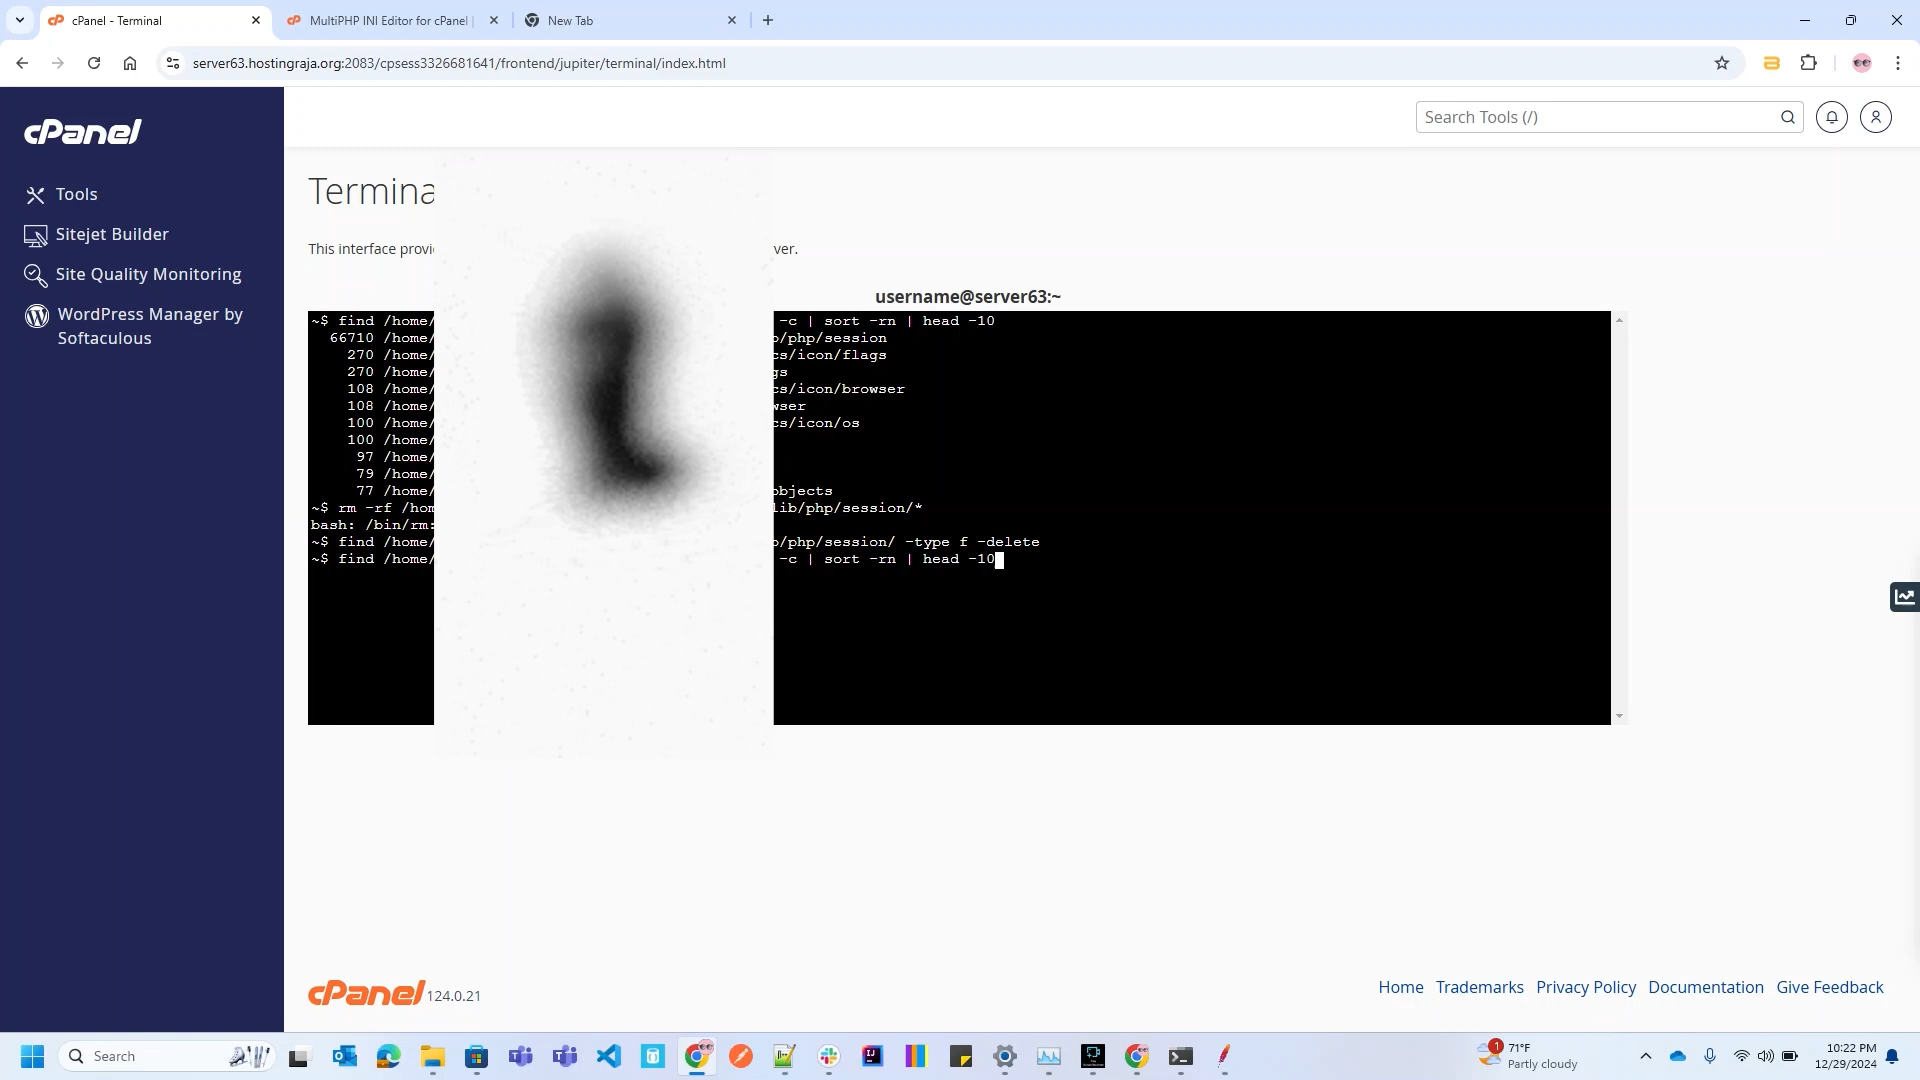 cPanel - Terminal
MultiPHP INI Editor for cPanel
New Tab
server63.hostingraja.org:2083/cpsess3326681641/frontend/jupiter/terminal/index.html
cPanel
Search Tools (/)
Tools
Sitejet Builder
Site Quality Monitoring
WordPress Manager by
Softaculous
Termina
This interface provi ver.
username@server63:~
~$ find /home/ -c | sort -rn | head -10
66710 /home/ /php/session
270 /home/ cs/icon/flags
270 /home/ gs
108 /home/ cs/icon/browser
108 /home/ wser
100 /home/ cs/icon/os
100 /home/
97 /home/
79 /home/
77 /home/ objects
~$ rm -rf /hom lib/php/session/*
bash: /bin/rm:
~$ find /home/ /php/session/ -type f -delete
~$ find /home/ -c | sort -rn | head -10
cPanel 124.0.21
Home Trademarks Privacy Policy Documentation Give Feedback
Search
1
71°F
Partly cloudy
10:22 PM
12/29/2024